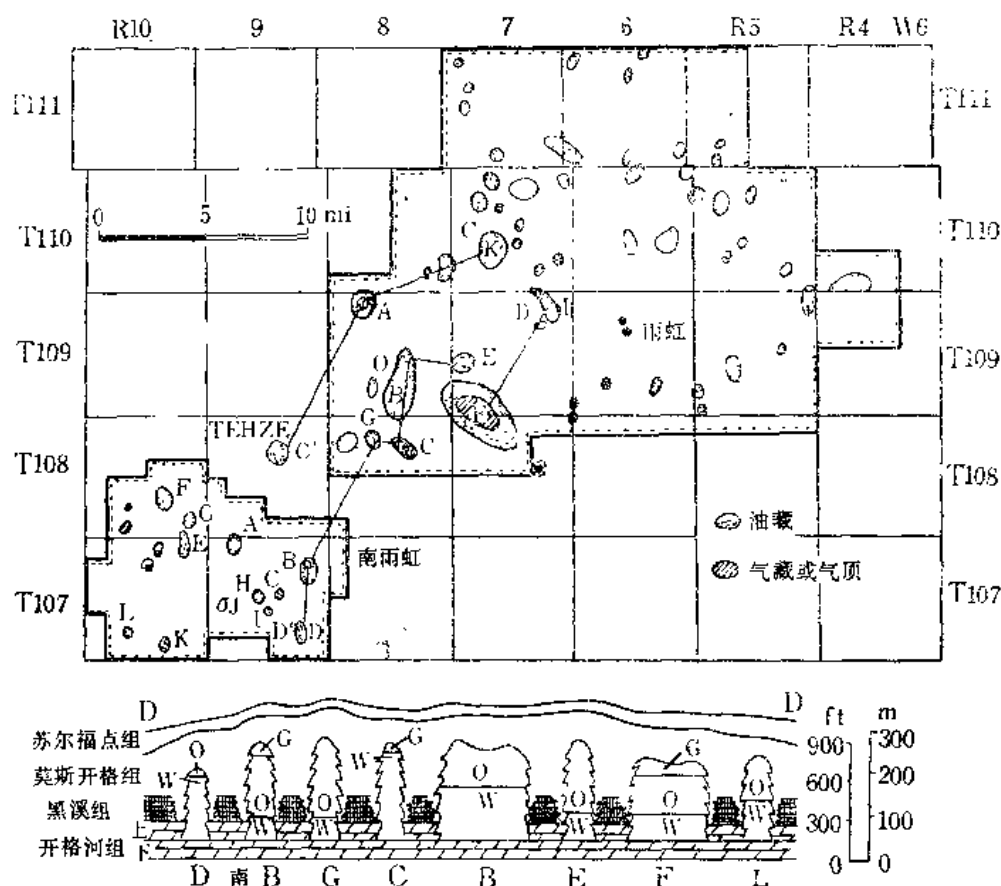 R10 9 8 7 6 R5 R4 W6
T111 T111
0 5 10 mi
T110 C K T110
A D L
雨虹
T109 O E T109
B F
TEHZE G
C' C
T108 T108
F
C 油藏
E A
B 南雨虹 气藏或气顶
H C
T107 J I T107
L D' D
K
D D ft m
苏尔福点组 O G G G 900 300
莫斯开格组 W W O 600 200
黑溪组 O O W O O O 300 100
W W W W W
开格河组 上 下 0 0
D 南 B G C B E F L